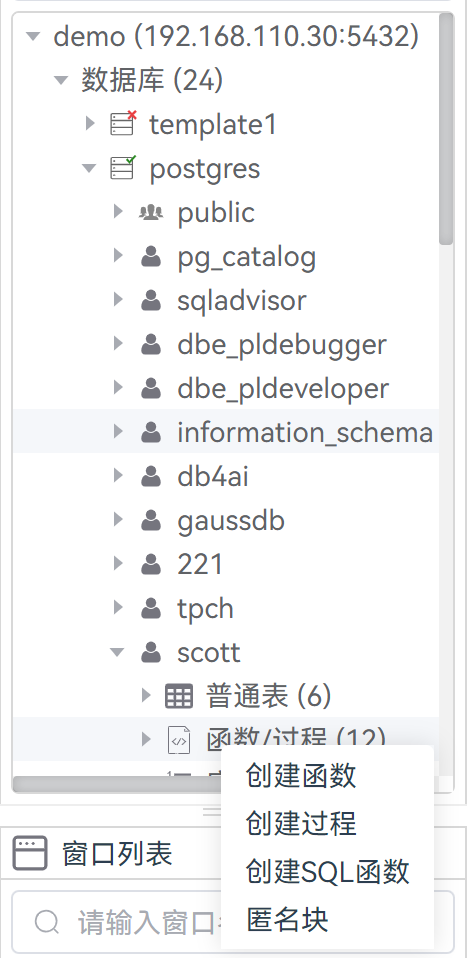 demo (192.168.110.30:5432)
数据库 (24)
template1
postgres
public
pg_catalog
sqladvisor
dbe_pldebugger
dbe_pldeveloper
information_schema
db4ai
gaussdb
221
tpch
scott
普通表 (6)
函数/过程 (12)
创建函数
创建过程
创建SQL函数
匿名块
窗口列表
请输入窗口